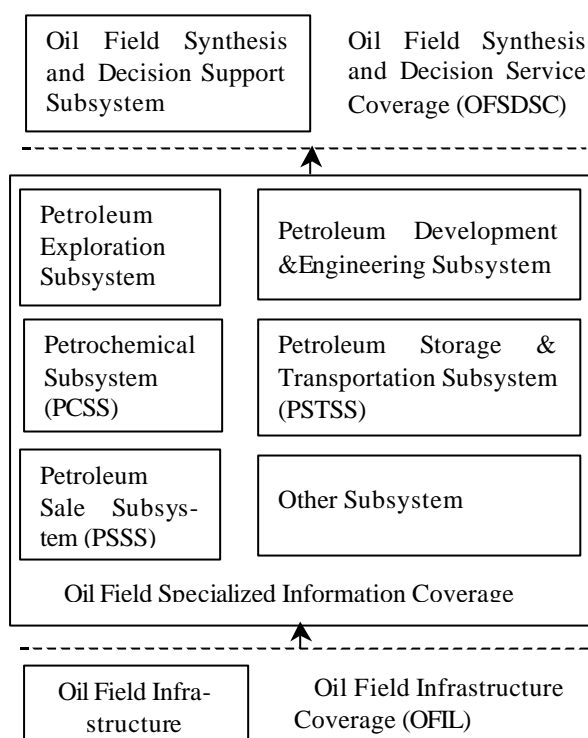 Oil Field Synthesis
and Decision Support
Subsystem
Oil Field Synthesis
and Decision Service
Coverage (OFSDSC)
Petroleum
Exploration
Subsystem
Petroleum Development
&Engineering Subsystem
Petrochemical
Subsystem
(PCSS)
Petroleum Storage &
Transportation Subsystem
(PSTSS)
Petroleum
Sale Subsys-
tem (PSSS)
Other Subsystem
Oil Field Specialized Information Coverage
Oil Field Infra-
structure
Oil Field Infrastructure
Coverage (OFIL)